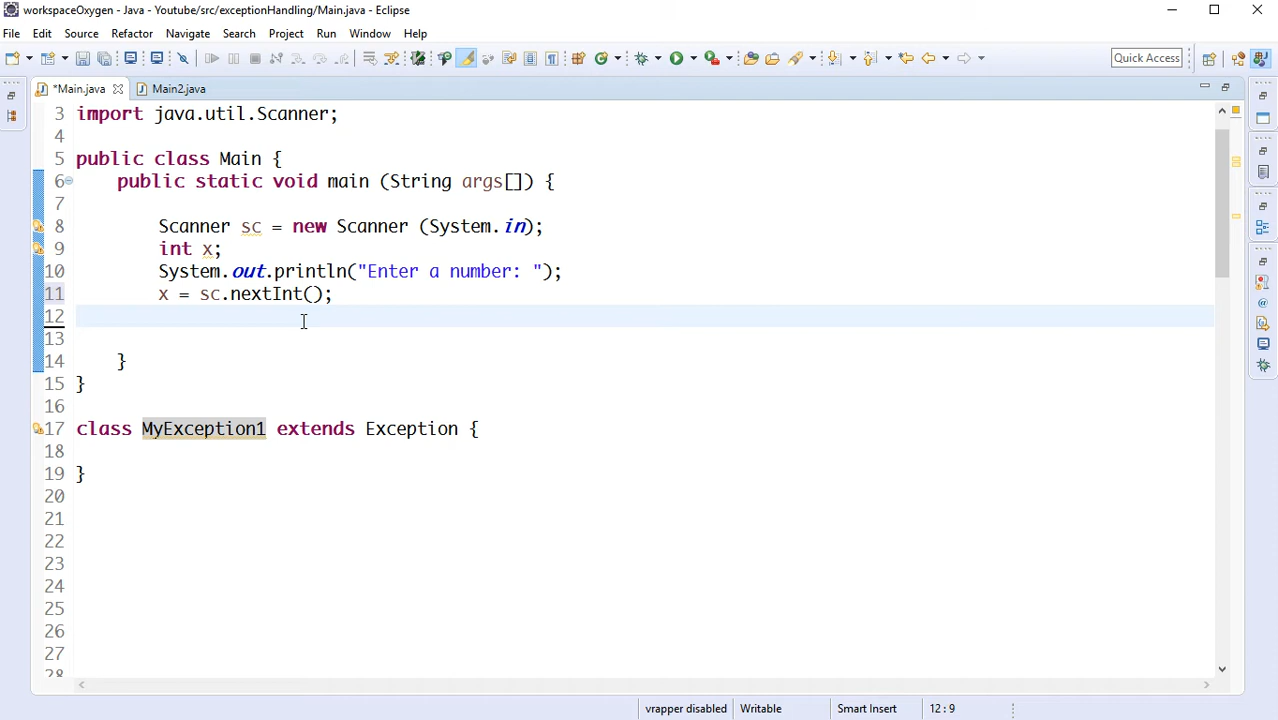 workspaceOxygen - Java - Youtube/src/exceptionHandling/Main.java - Eclipse
File Edit Source Refactor Navigate Search Project Run Window Help
Quick Access
*Main.java Main2.java
3 import java.util.Scanner;
4
5 public class Main {
6 public static void main (String args[]) {
7
8 Scanner sc = new Scanner (System.in);
9 int x;
10 System.out.println("Enter a number: ");
11 x = sc.nextInt();
12
13
14 }
15 }
16
17 class MyException1 extends Exception {
18
19 }
20
21
22
23
24
25
26
27
28
vrapper disabled Writable Smart Insert 12 : 9